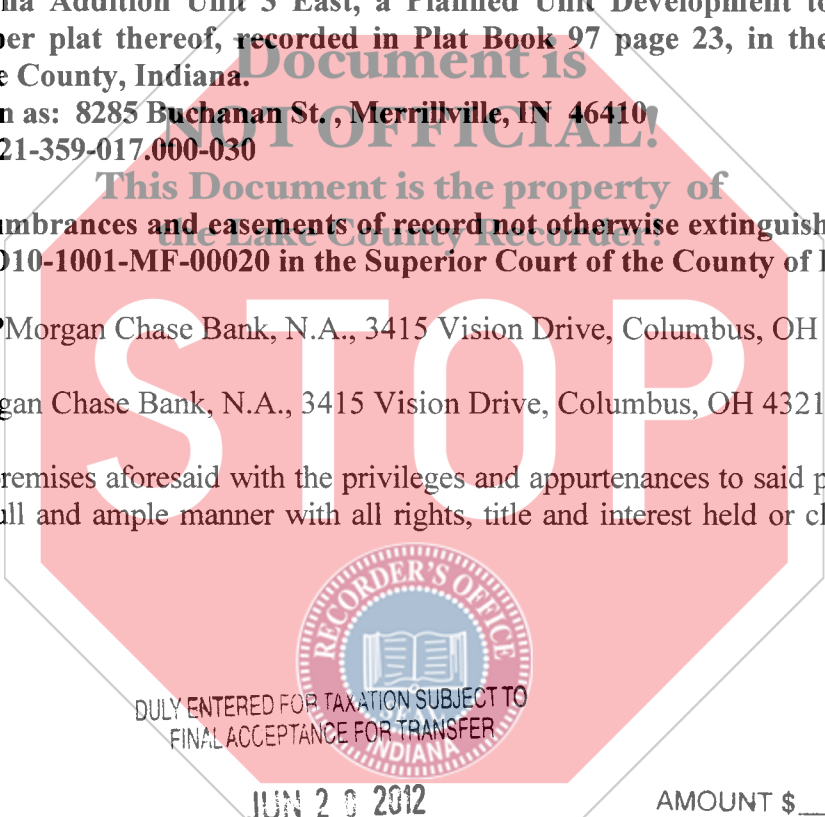 na Addition Unit 3 East, a Planned Unit Development to
per plat thereof, recorded in Plat Book 97 page 23, in the
e County, Indiana.
Document is
n as: 8285 Buchanan St. , Merrillville, IN 46410
NOT OFFICIAL!
21-359-017.000-030
This Document is the property of
umbrances and easements of record not otherwise extinguish
the Lake County Recorder!
010-1001-MF-00020 in the Superior Court of the County of
PMorgan Chase Bank, N.A., 3415 Vision Drive, Columbus, OH
gan Chase Bank, N.A., 3415 Vision Drive, Columbus, OH 4321
STOP
remises aforesaid with the privileges and appurtenances to said p
ull and ample manner with all rights, title and interest held or cl
RECORDER'S OFFICE
SEAL
INDIANA
DULY ENTERED FOR TAXATION SUBJECT TO
FINAL ACCEPTANCE FOR TRANSFER
JUN 2 2012
AMOUNT $